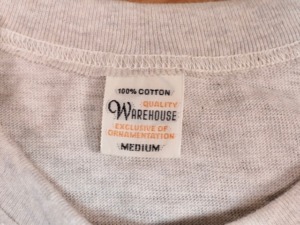 100% COTTON
QUALITY
WAREHOUSE
EXCLUSIVE OF
ORNAMENTATION
MEDIUM